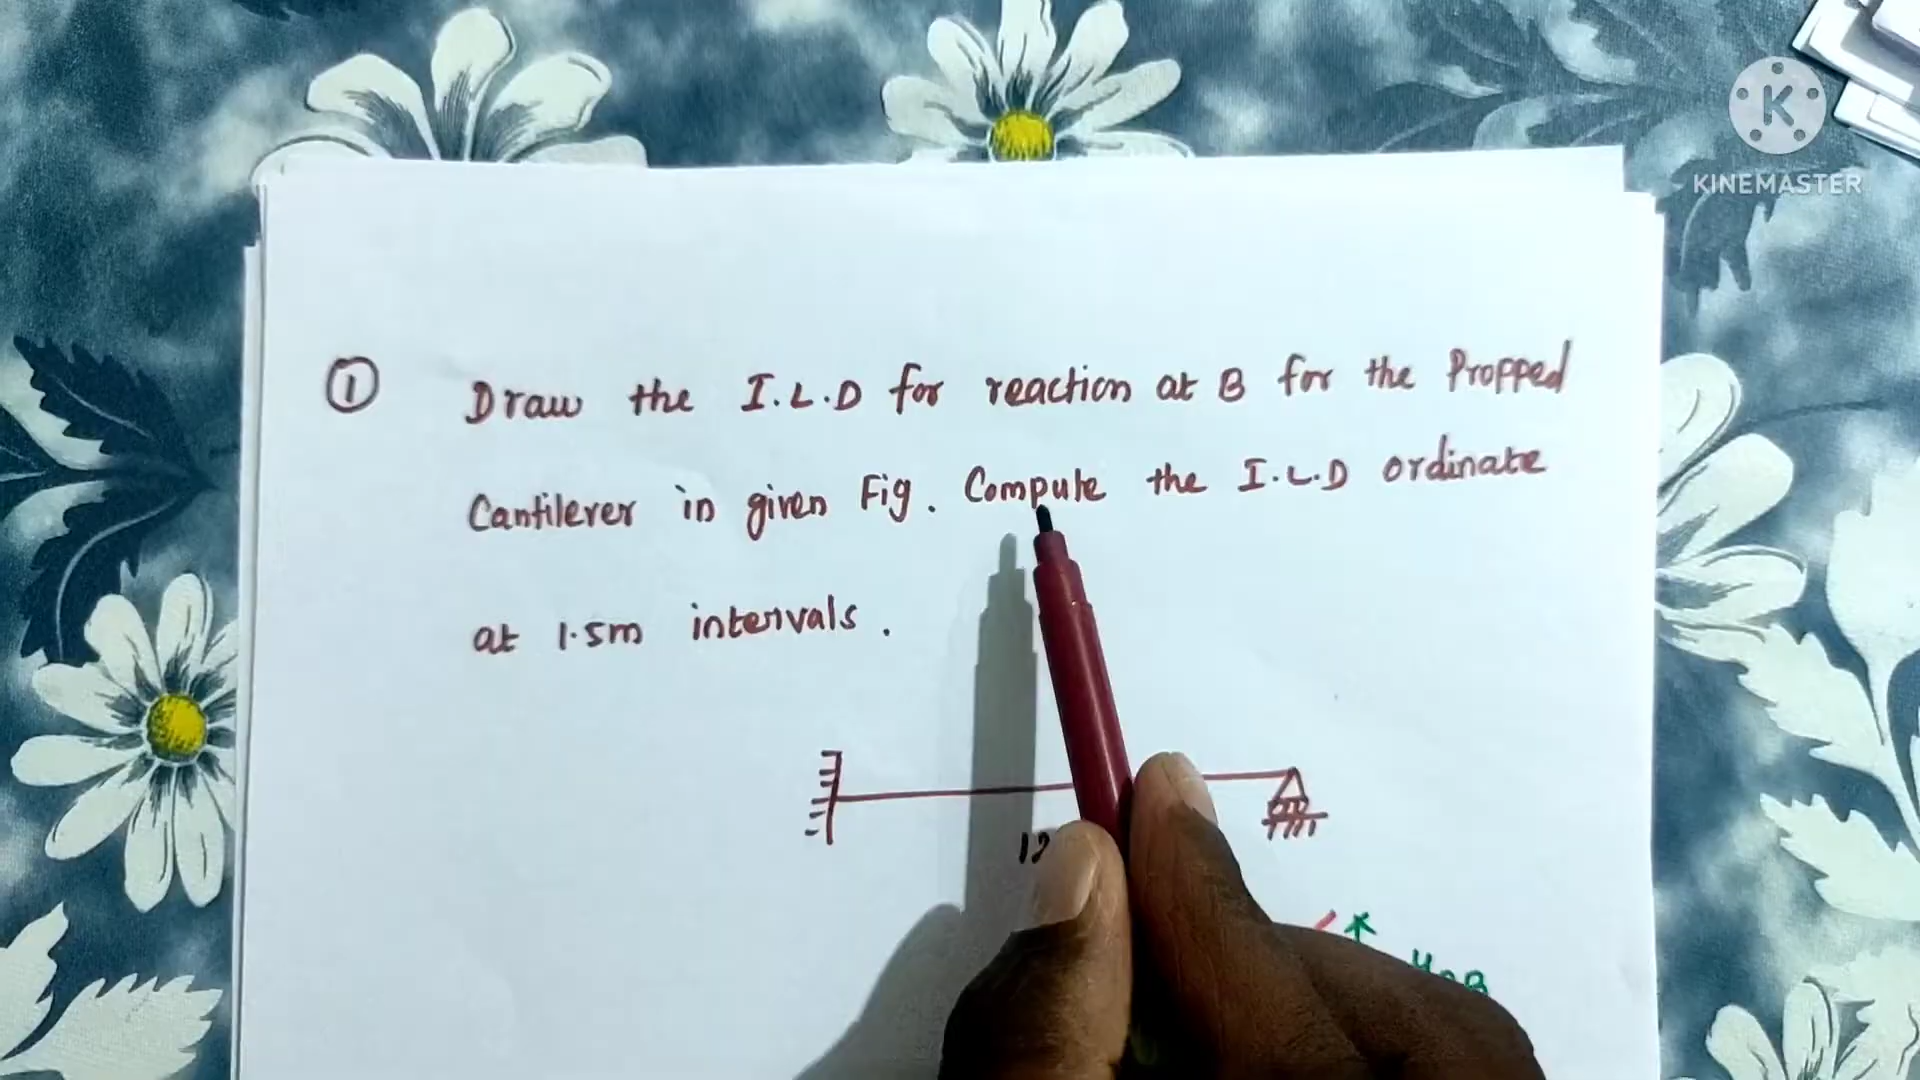 K
KINEMASTER
① Draw the I.L.D for reaction at B for the Propped
Cantilever in given Fig. Compute the I.L.D ordinate
at 1.5m intervals.